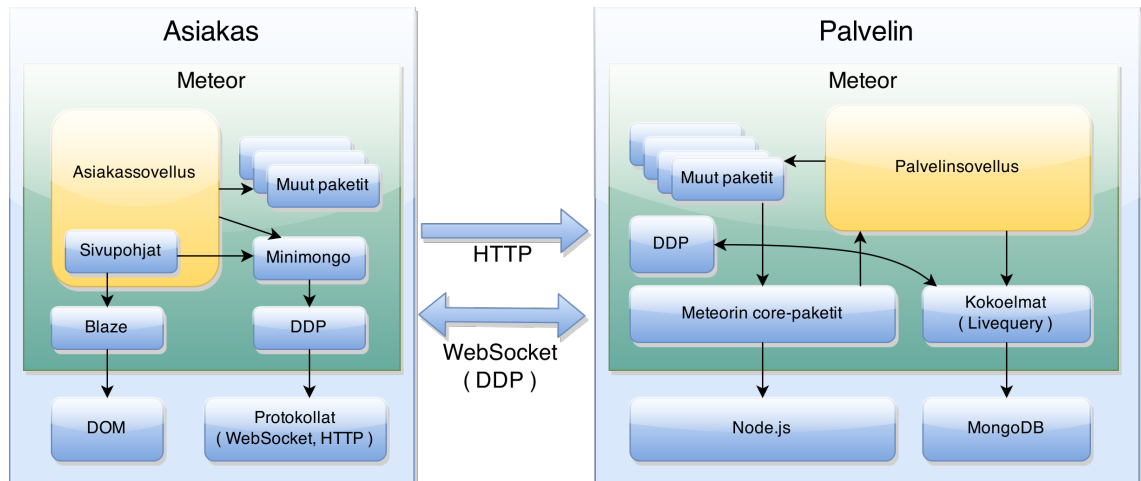 Asiakas
Meteor
Asiakassovellus
Muut paketit
Sivupohjat
Minimongo
Blaze
DDP
DOM
Protokollat
( WebSocket, HTTP )
HTTP
WebSocket
( DDP )
Palvelin
Meteor
Muut paketit
Palvelinsovellus
DDP
Meteorin core-paketit
Kokoelmat
( Livequery )
Node.js
MongoDB